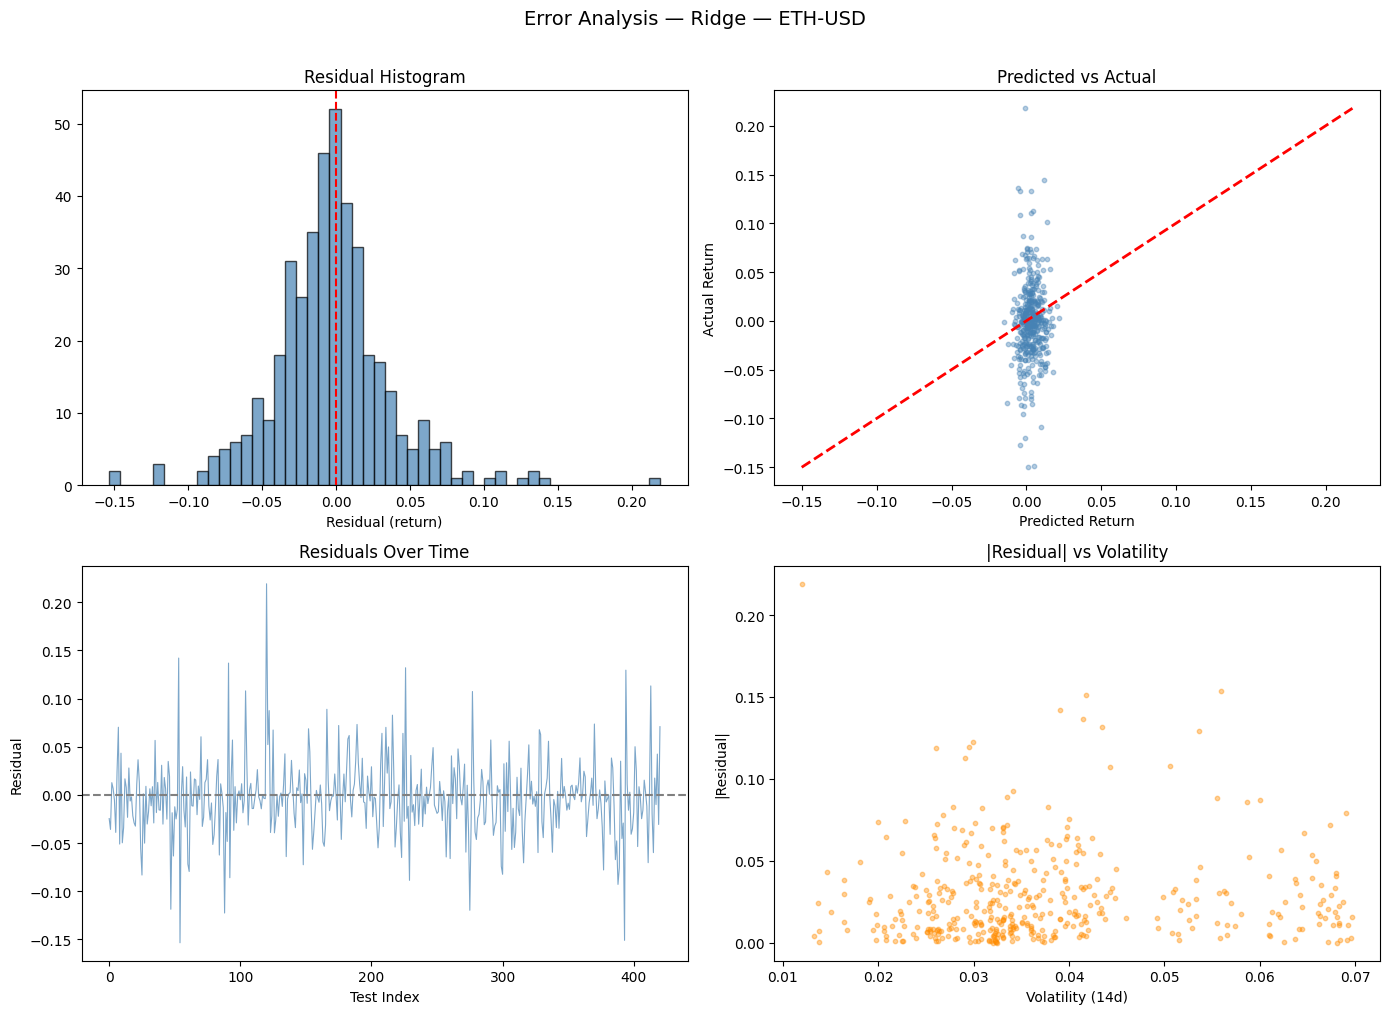 Error Analysis — Ridge — ETH-USD
Residual Histogram
50
40
30
20
10
0
−0.15 −0.10 −0.05 0.00 0.05 0.10 0.15 0.20
Residual (return)
Predicted vs Actual
Actual Return
0.20
0.15
0.10
0.05
0.00
−0.05
−0.10
−0.15
−0.15 −0.10 −0.05 0.00 0.05 0.10 0.15 0.20
Predicted Return
Residuals Over Time
Residual
0.20
0.15
0.10
0.05
0.00
−0.05
−0.10
−0.15
0 100 200 300 400
Test Index
|Residual| vs Volatility
|Residual|
0.20
0.15
0.10
0.05
0.00
0.01 0.02 0.03 0.04 0.05 0.06 0.07
Volatility (14d)